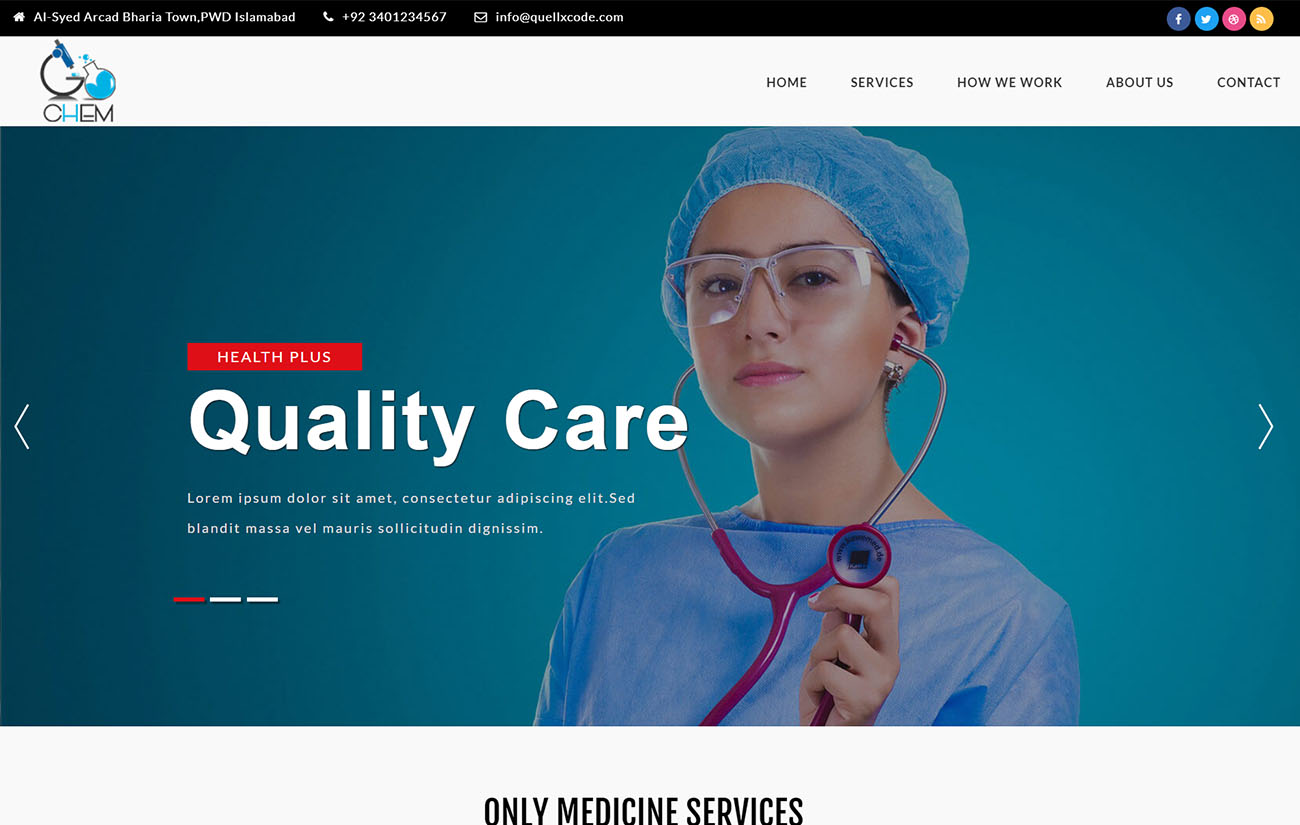 Al-Syed Arcad Bharia Town,PWD Islamabad
+92 3401234567
info@quellxcode.com
GO
CHEM
HOME
SERVICES
HOW WE WORK
ABOUT US
CONTACT
HEALTH PLUS
Quality Care
Lorem ipsum dolor sit amet, consectetur adipiscing elit.Sed
blandit massa vel mauris sollicitudin dignissim.
ONLY MEDICINE SERVICES